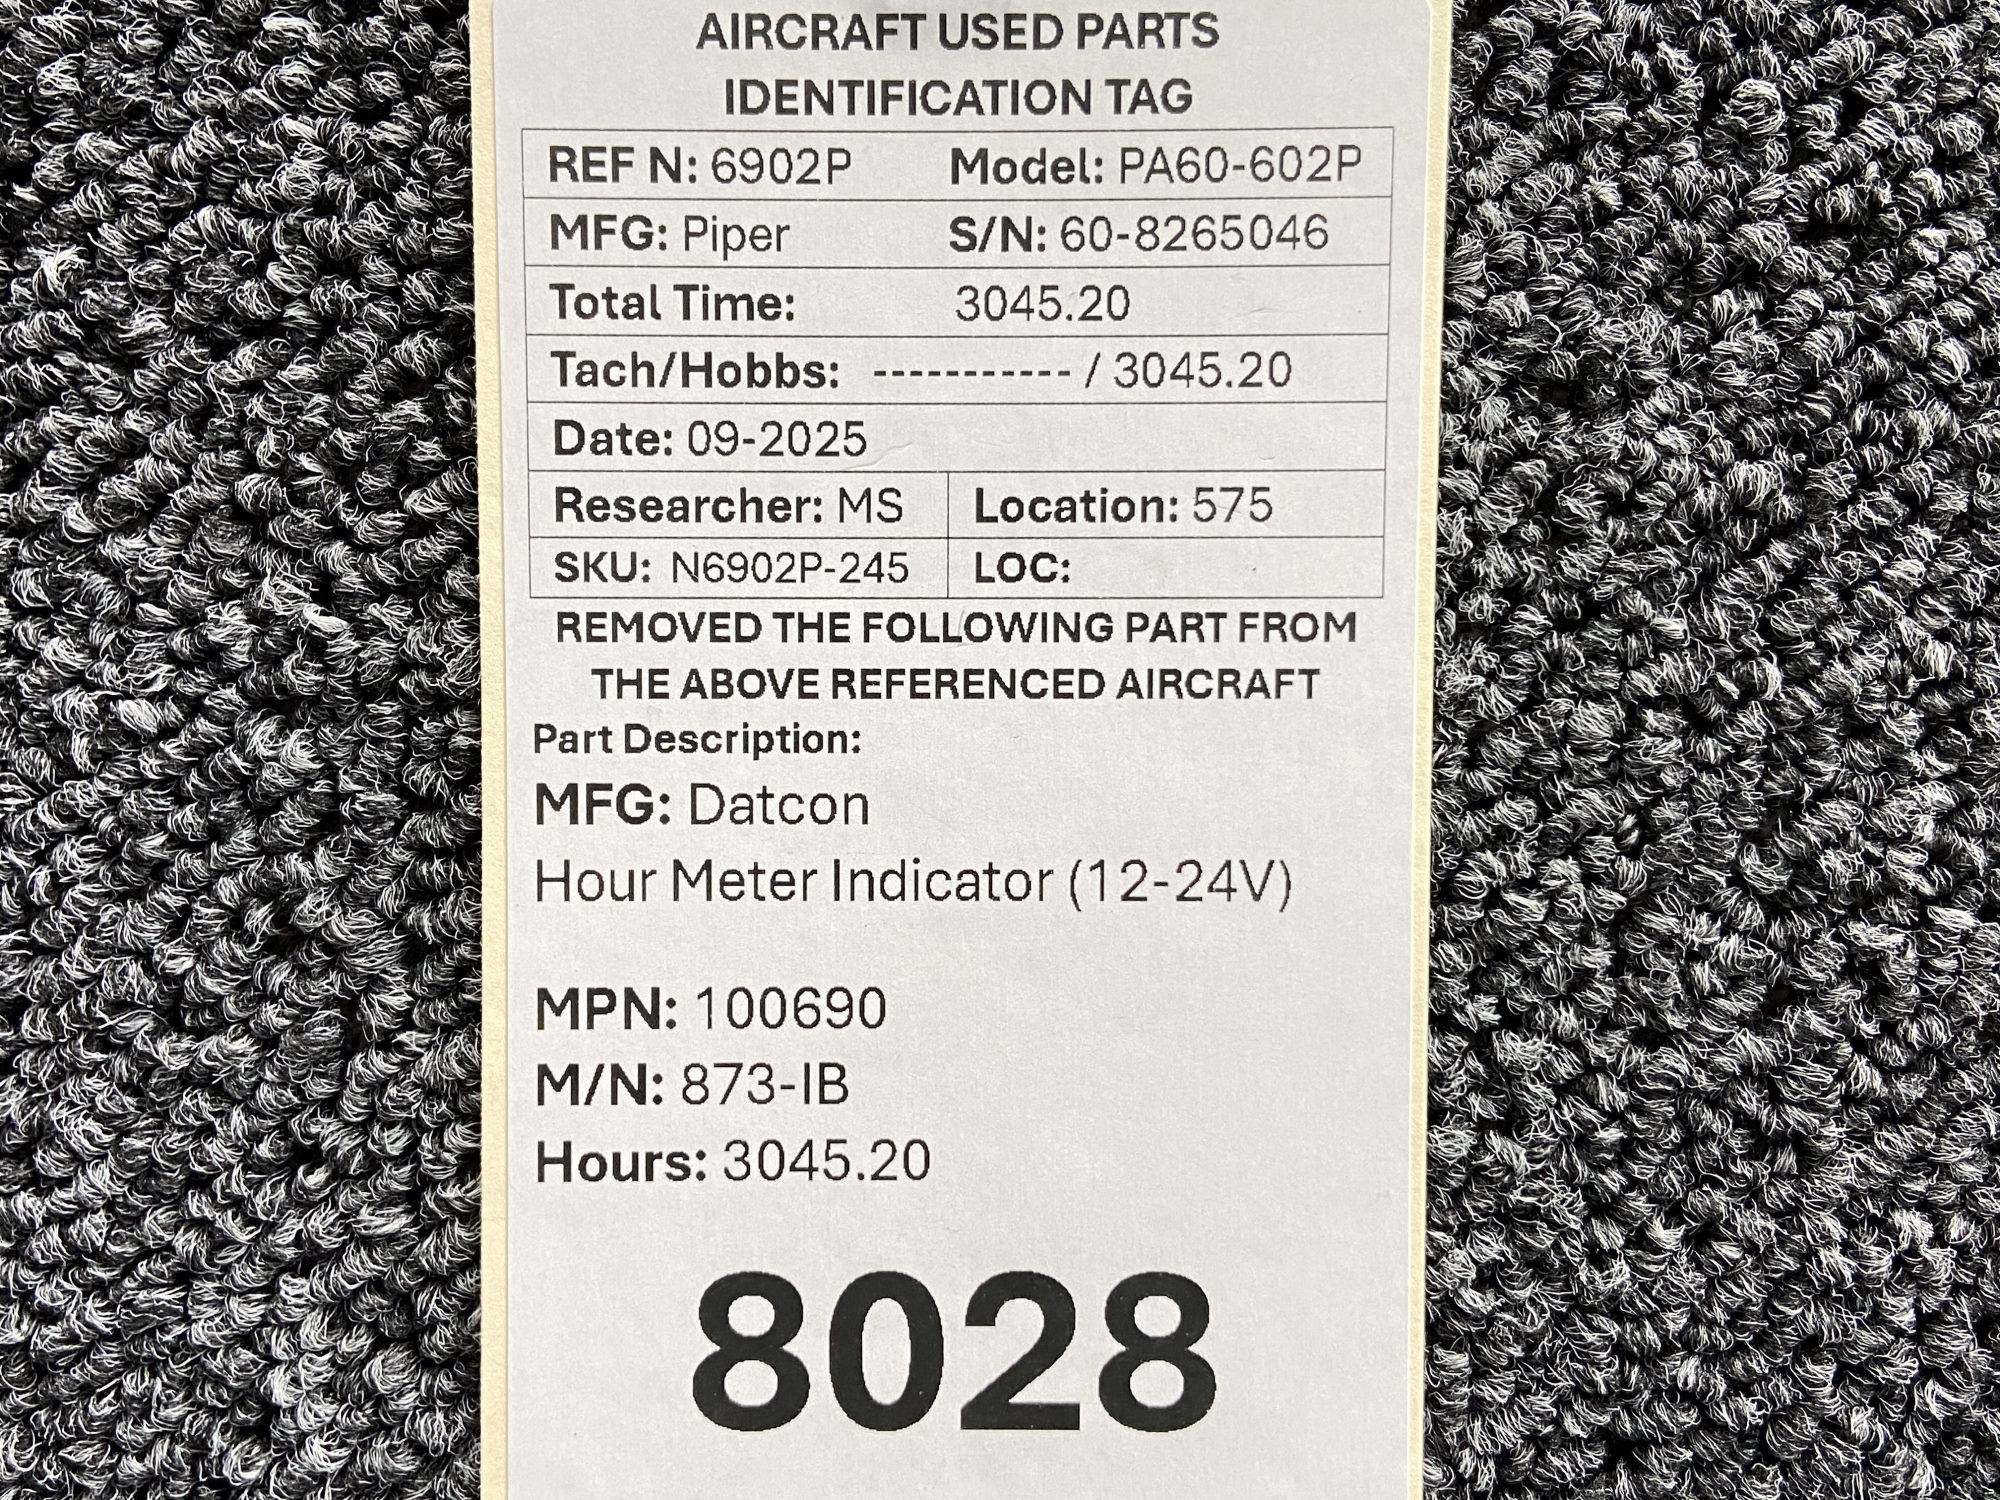 AIRCRAFT USED PARTS
IDENTIFICATION TAG
REF N: 6902P Model: PA60-602P
MFG: Piper S/N: 60-8265046
Total Time: 3045.20
Tach/Hobbs: ----------- / 3045.20
Date: 09-2025
Researcher: MS Location: 575
SKU: N6902P-245 LOC:
REMOVED THE FOLLOWING PART FROM
THE ABOVE REFERENCED AIRCRAFT
Part Description:
MFG: Datcon
Hour Meter Indicator (12-24V)
MPN: 100690
M/N: 873-IB
Hours: 3045.20
8028